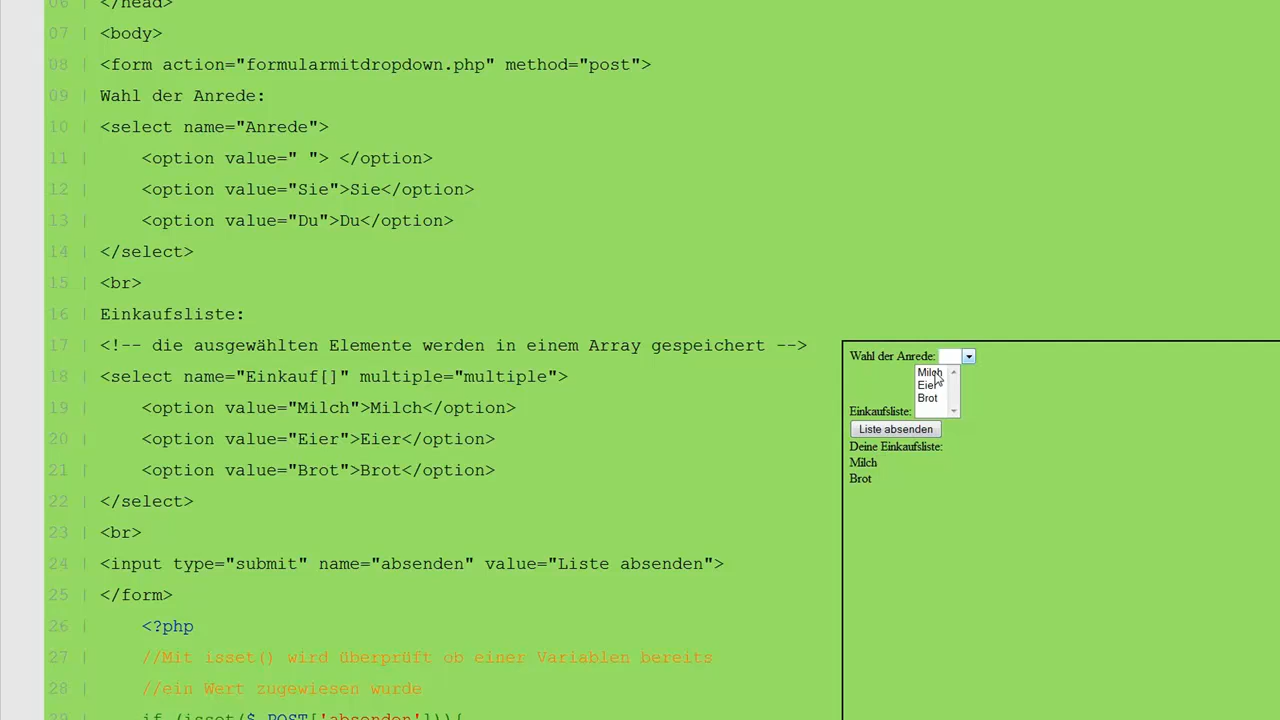 06 | </head>
07 | <body>
08 | <form action="formularmitdropdown.php" method="post">
09 | Wahl der Anrede:
10 | <select name="Anrede">
11 | <option value=" "> </option>
12 | <option value="Sie">Sie</option>
13 | <option value="Du">Du</option>
14 | </select>
15 | <br>
16 | Einkaufsliste:
17 | <!-- die ausgewählten Elemente werden in einem Array gespeichert -->
18 | <select name="Einkauf[]" multiple="multiple">
19 | <option value="Milch">Milch</option>
20 | <option value="Eier">Eier</option>
21 | <option value="Brot">Brot</option>
22 | </select>
23 | <br>
24 | <input type="submit" name="absenden" value="Liste absenden">
25 | </form>
26 | <?php
27 | //Mit isset() wird überprüft ob einer Variablen bereits
28 | //ein Wert zugewiesen wurde
29 | if (isset($_POST['absenden'])){
Wahl der Anrede:
Milch
Eier
Brot
Einkaufsliste:
Liste absenden
Deine Einkaufsliste:
Milch
Brot